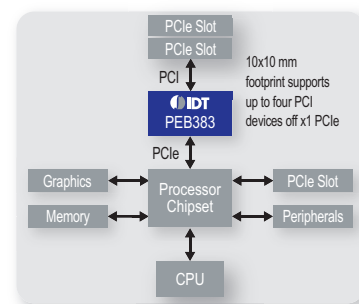 PCIe Slot
PCIe Slot
PCI
10x10 mm
footprint supports
up to four PCI
devices off x1 PCIe
IDT
PEB383
PCIe
Graphics
Processor
Chipset
PCIe Slot
Memory
Peripherals
CPU